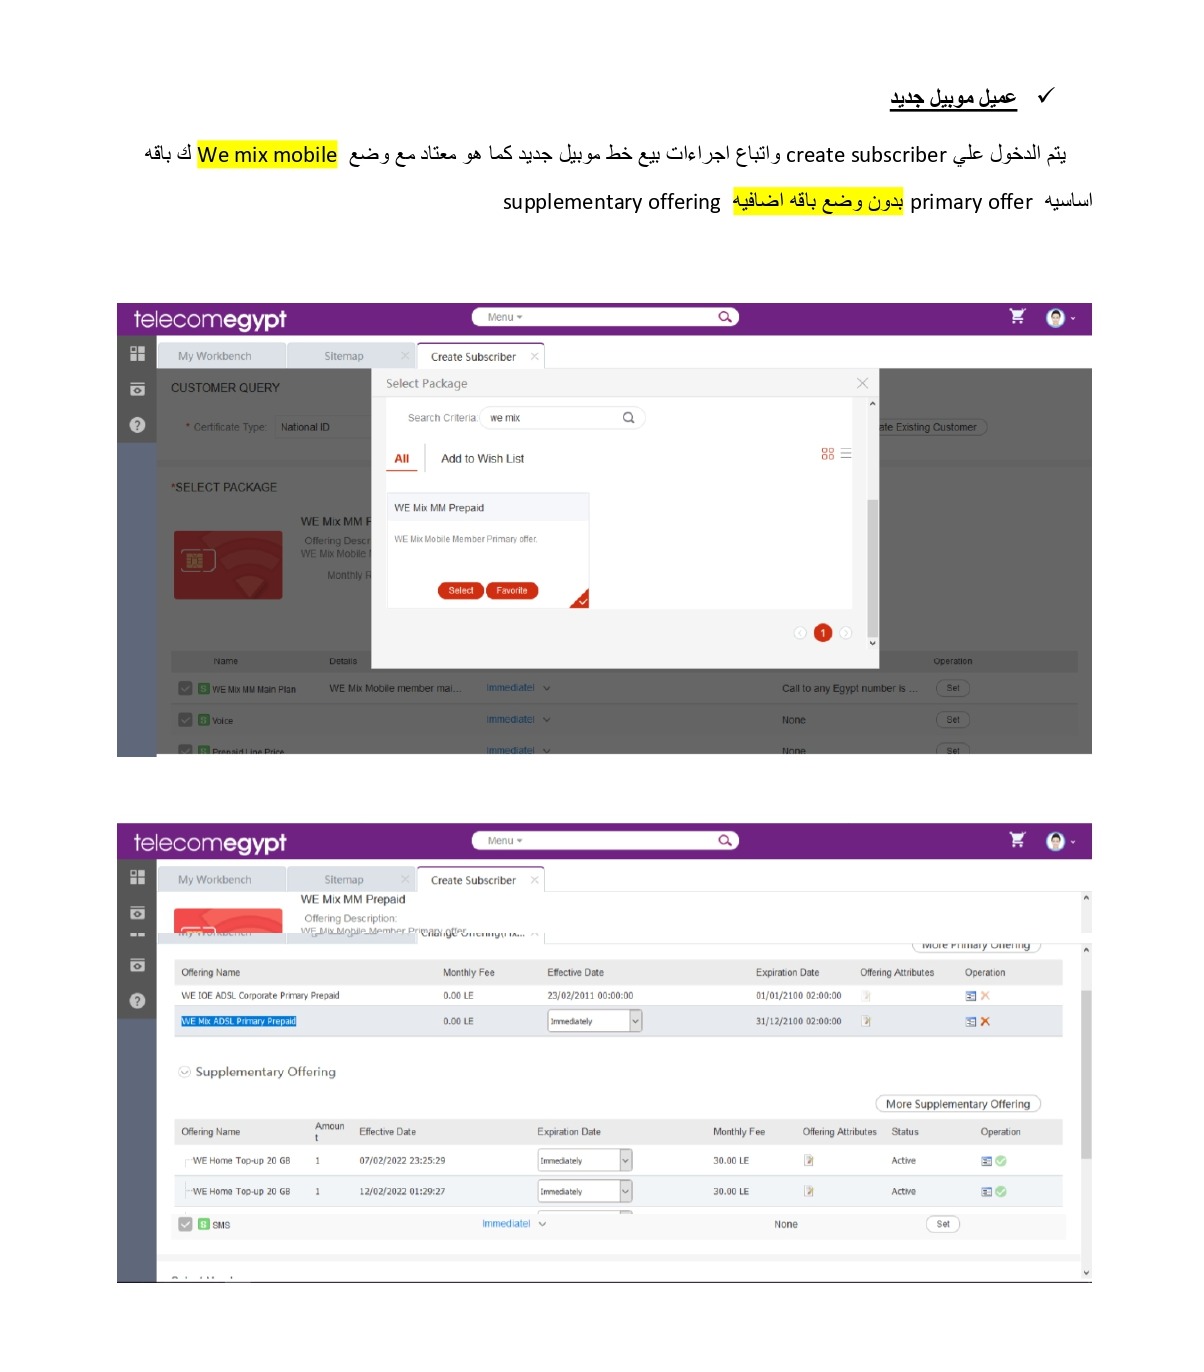 ✓ عميل موبيل جديد
يتم الدخول علي create subscriber واتباع اجراءات بيع خط موبيل جديد كما هو معتاد مع وضع We mix mobile ك باقه
اساسيه primary offer بدون وضع باقه اضافيه supplementary offering
telecomegypt Menu
My Workbench Sitemap Create Subscriber
CUSTOMER QUERY
Select Package
* Certificate Type: National ID
Search Criteria: we mix
ate Existing Customer
All Add to Wish List
*SELECT PACKAGE
WE Mix MM Prepaid
WE Mix MM P
Offering Descr
WE Mix Mobile Member Primary offer.
WE Mix Mobile
Monthly R
Select Favorite
1
Name Details Operation
WE Mix MM Main Plan WE Mix Mobile member mai... Immediatel Call to any Egypt number is ... Set
S Voice Immediatel None Set
S Prepaid Line Price Immediatel None Set
telecomegypt Menu
My Workbench Sitemap Create Subscriber
WE Mix MM Prepaid
Offering Description:
WE Mix Mobile Member Primary offer
My Workbench Change Offering(Fix...
More Primary Offering
Offering Name Monthly Fee Effective Date Expiration Date Offering Attributes Operation
WE IOE ADSL Corporate Primary Prepaid 0.00 LE 23/02/2011 00:00:00 01/01/2100 02:00:00
WE Mix ADSL Primary Prepaid 0.00 LE Immediately 31/12/2100 02:00:00
Supplementary Offering
More Supplementary Offering
Offering Name Amount Effective Date Expiration Date Monthly Fee Offering Attributes Status Operation
WE Home Top-up 20 GB 1 07/02/2022 23:25:29 Immediately 30.00 LE Active
WE Home Top-up 20 GB 1 12/02/2022 01:29:27 Immediately 30.00 LE Active
S SMS Immediatel None Set